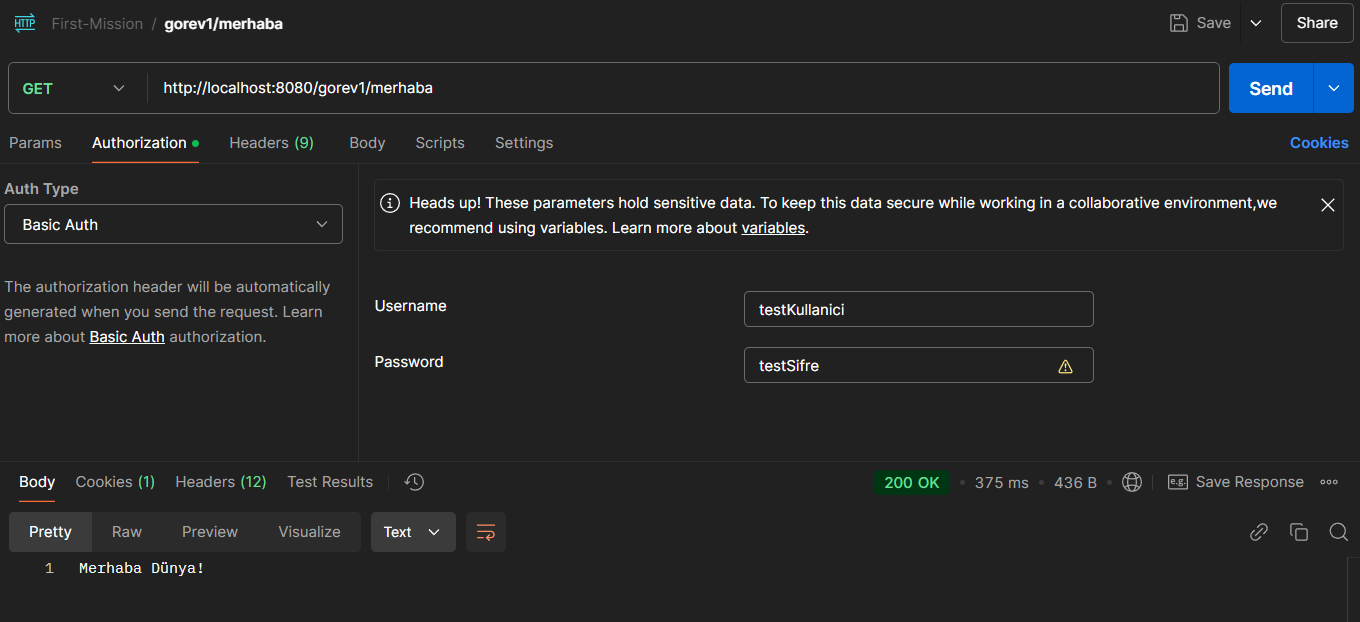 HTTP First-Mission / gorev1/merhaba Save Share
GET http://localhost:8080/gorev1/merhaba Send
Params Authorization Headers (9) Body Scripts Settings Cookies
Auth Type
Basic Auth
The authorization header will be automatically
generated when you send the request. Learn
more about Basic Auth authorization.
Heads up! These parameters hold sensitive data. To keep this data secure while working in a collaborative environment,we
recommend using variables. Learn more about variables.
Username testKullanici
Password testSifre
Body Cookies (1) Headers (12) Test Results 200 OK • 375 ms • 436 B • e.g. Save Response
Pretty Raw Preview Visualize Text
1 Merhaba Dünya!